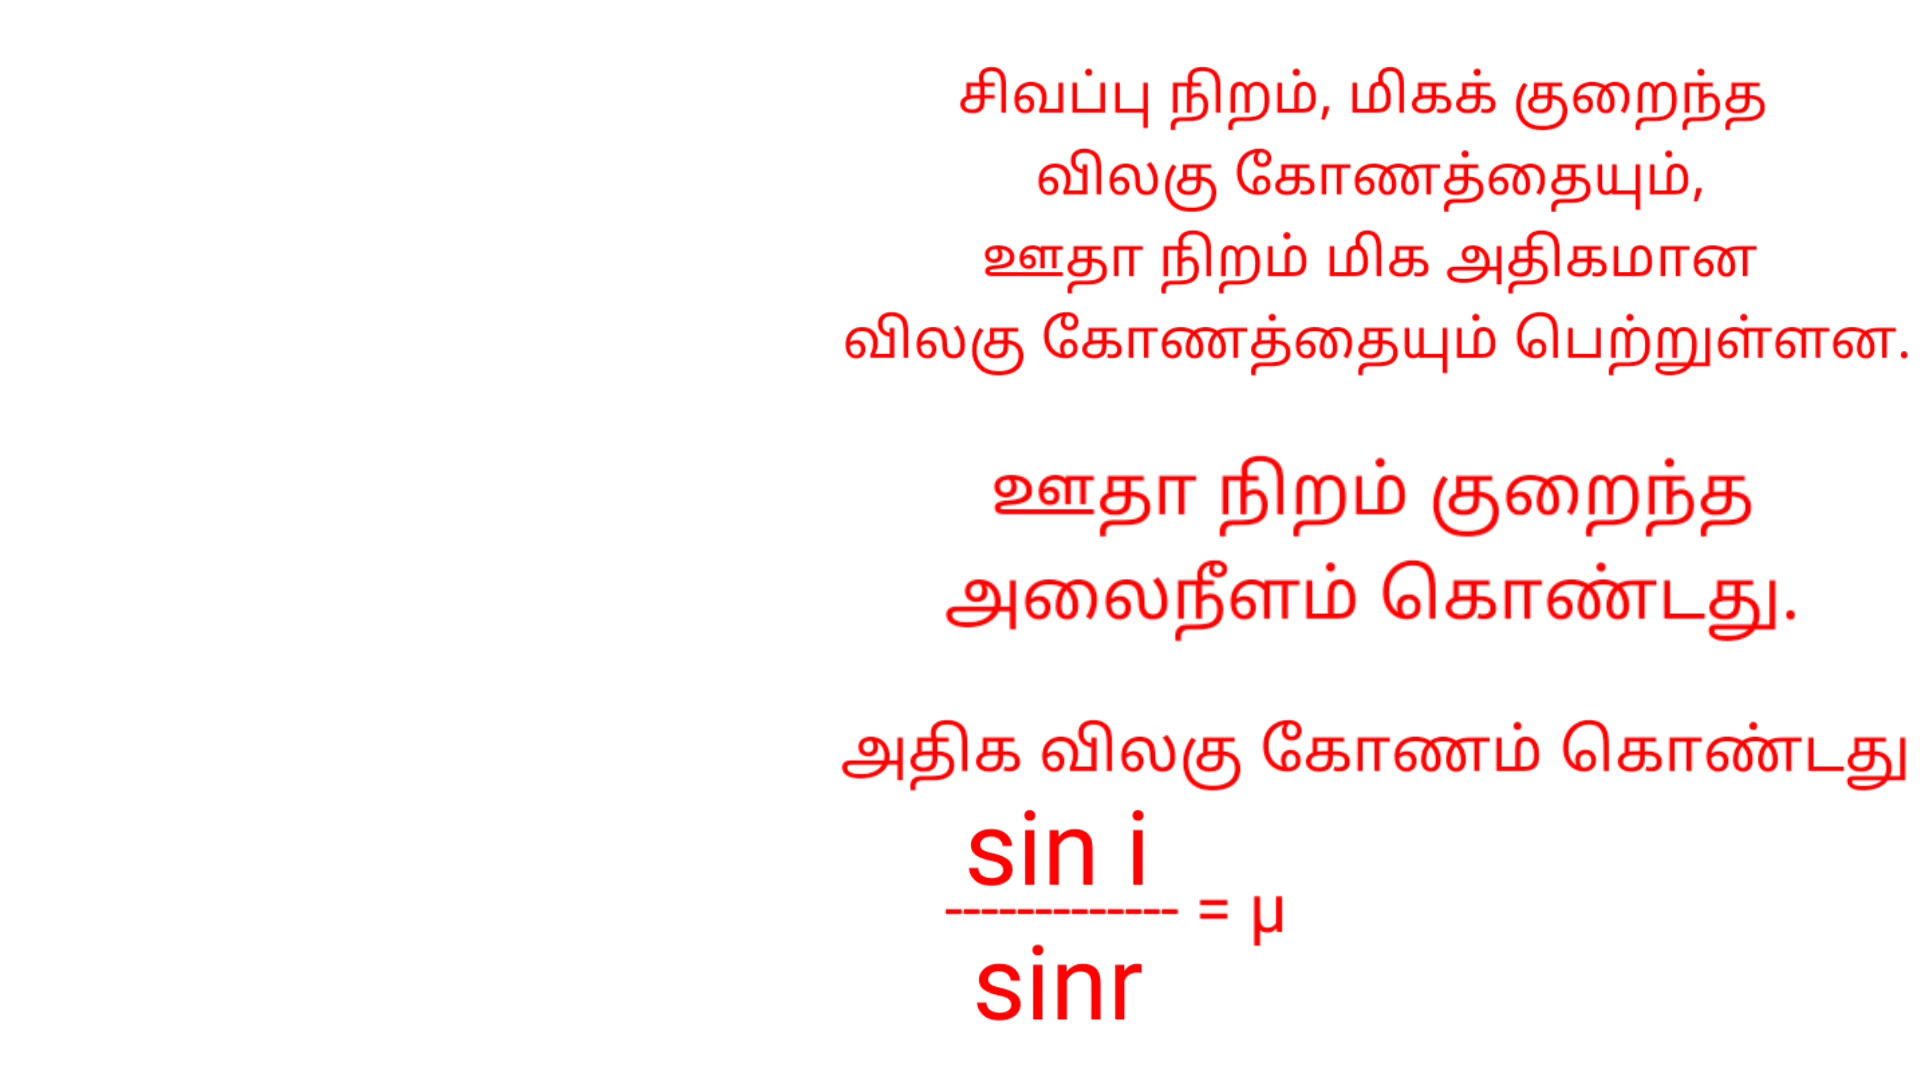 சிவப்பு நிறம், மிகக் குறைந்த
விலகு கோணத்தையும்,
ஊதா நிறம் மிக அதிகமான
விலகு கோணத்தையும் பெற்றுள்ளன.
ஊதா நிறம் குறைந்த
அலைநீளம் கொண்டது.
அதிக விலகு கோணம் கொண்டது
sin i
------------- = μ
sinr